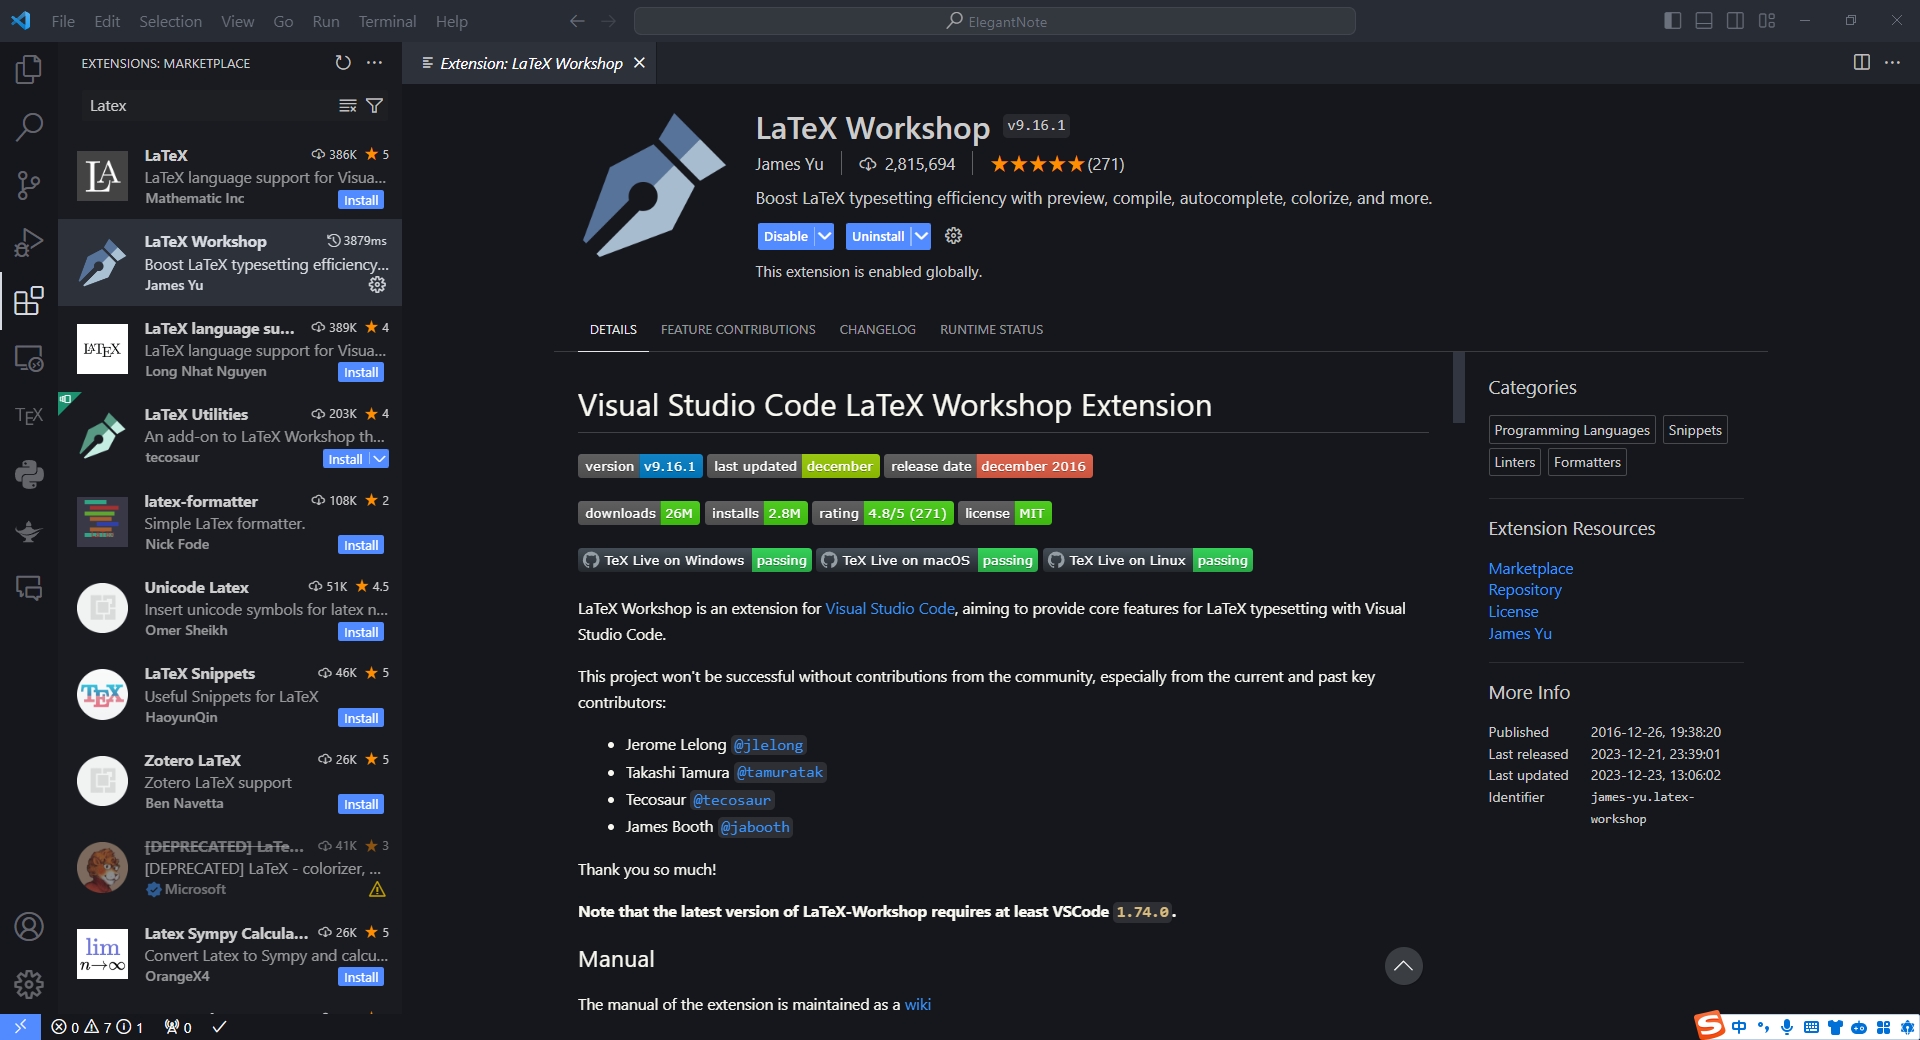 File Edit Selection View Go Run Terminal Help
ElegantNote
EXTENSIONS: MARKETPLACE
Latex
LA
LaTeX 386K 5
LaTeX language support for Visua...
Mathematic Inc Install
LaTeX Workshop 3879ms
Boost LaTeX typesetting efficiency...
James Yu
LATEX
LaTeX language su... 389K 4
LaTeX language support for Visua...
Long Nhat Nguyen Install
TEX
LaTeX Utilities 203K 4
An add-on to LaTeX Workshop th...
tecosaur Install
latex-formatter 108K 2
Simple LaTex formatter.
Nick Fode Install
Unicode Latex 51K 4.5
Insert unicode symbols for latex n...
Omer Sheikh Install
TEX
LaTeX Snippets 46K 5
Useful Snippets for LaTeX
HaoyunQin Install
Zotero LaTeX 26K 5
Zotero LaTeX support
Ben Navetta Install
[DEPRECATED] LaTe... 41K 3
[DEPRECATED] LaTeX - colorizer, ...
Microsoft
lim
n→∞
Latex Sympy Calcula... 26K 5
Convert Latex to Sympy and calcu...
OrangeX4 Install
Extension: LaTeX Workshop
LaTeX Workshop v9.16.1
James Yu 2,815,694 ★★★★★(271)
Boost LaTeX typesetting efficiency with preview, compile, autocomplete, colorize, and more.
Disable Uninstall
This extension is enabled globally.
DETAILS FEATURE CONTRIBUTIONS CHANGELOG RUNTIME STATUS
Visual Studio Code LaTeX Workshop Extension
version v9.16.1 last updated december release date december 2016
downloads 26M installs 2.8M rating 4.8/5 (271) license MIT
TeX Live on Windows passing TeX Live on macOS passing TeX Live on Linux passing
LaTeX Workshop is an extension for Visual Studio Code, aiming to provide core features for LaTeX typesetting with Visual
Studio Code.
This project won't be successful without contributions from the community, especially from the current and past key
contributors:
• Jerome Lelong @jlelong
• Takashi Tamura @tamuratak
• Tecosaur @tecosaur
• James Booth @jabooth
Thank you so much!
Note that the latest version of LaTeX-Workshop requires at least VSCode 1.74.0.
Manual
The manual of the extension is maintained as a wiki
Categories
Programming Languages Snippets
Linters Formatters
Extension Resources
Marketplace
Repository
License
James Yu
More Info
Published 2016-12-26, 19:38:20
Last released 2023-12-21, 23:39:01
Last updated 2023-12-23, 13:06:02
Identifier james-yu.latex-
workshop
0 7 1 0
S 中